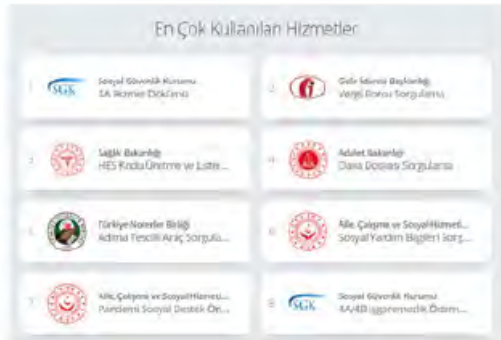 En Çok Kullanılan Hizmetler
1
SGK
Sosyal Güvenlik Kurumu
4A Hizmet Dökümü
2
Gelir İdaresi Başkanlığı
Vergi Borcu Sorgulama
3
Sağlık Bakanlığı
HES Kodu Üretme ve Liste...
4
Adalet Bakanlığı
Dava Dosyası Sorgulama
5
Türkiye Noterler Birliği
Adıma Tescilli Araç Sorgula...
6
Aile, Çalışma ve Sosyal Hizmetl...
Sosyal Yardım Bilgileri Sorg...
7
Aile, Çalışma ve Sosyal Hizmetl...
Pandemi Sosyal Destek Ön...
8
SGK
Sosyal Güvenlik Kurumu
4A/4B İşgöremezlik Ödem...